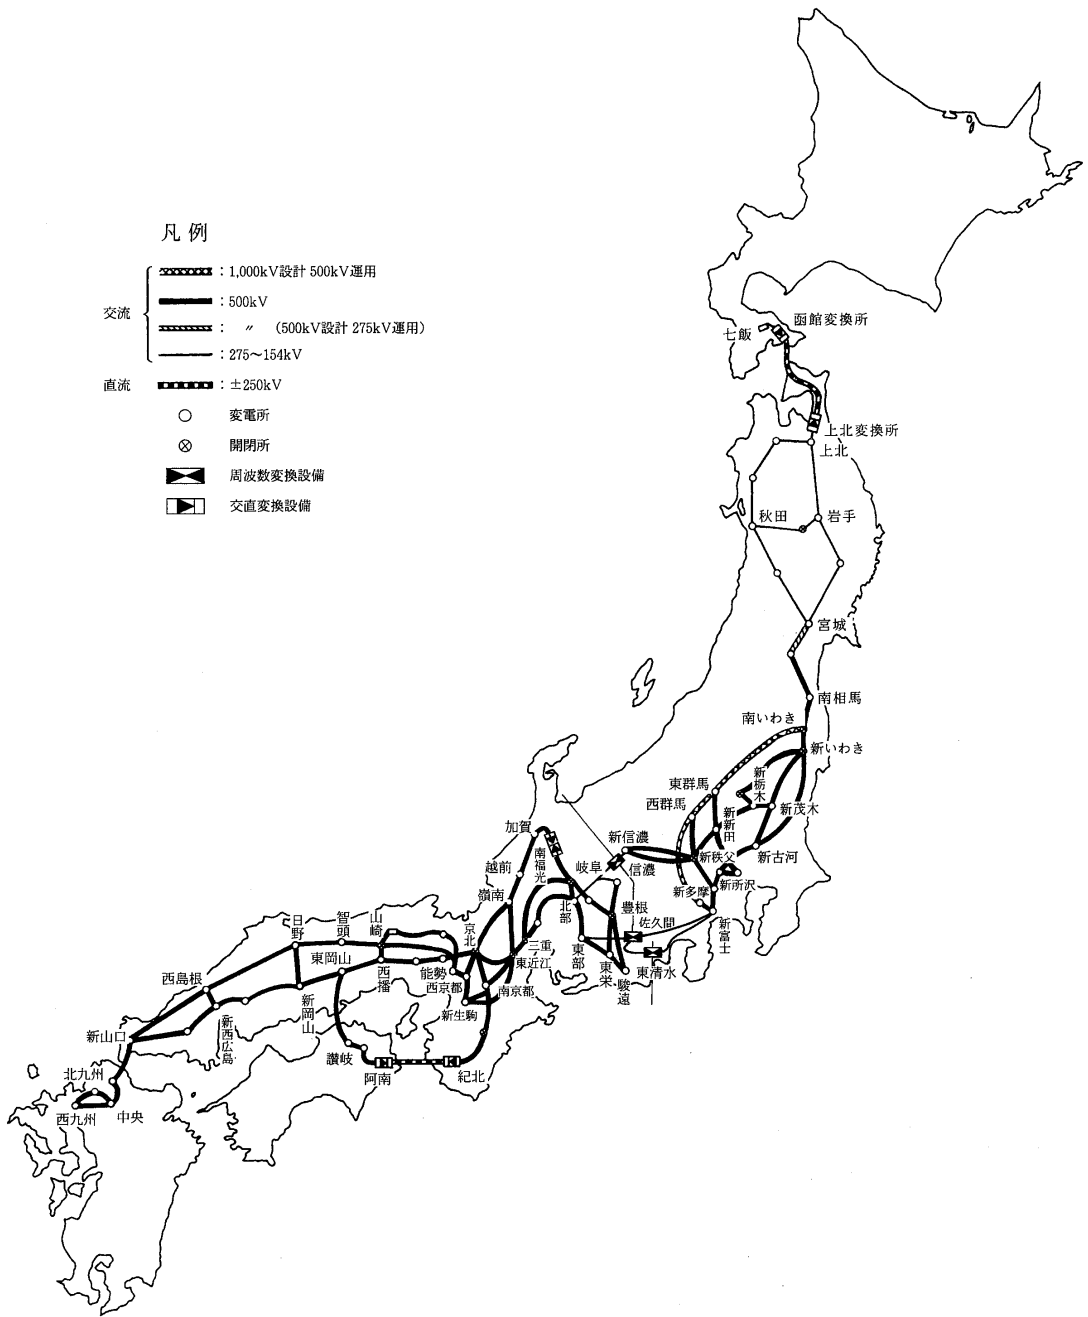 凡例
交流
：1,000kV設計 500kV運用
：500kV
：〃 （500kV設計 275kV運用）
：275〜154kV
直流
：±250kV
変電所
開閉所
周波数変換設備
交直変換設備
七飯
函館変換所
上北変換所
上北
秋田
岩手
宮城
南相馬
南いわき
新いわき
東群馬
新栃木
西群馬
新新田
新茂木
新信濃
信濃
新秩父
新古河
新所沢
新多摩
新富士
加賀
南福光
越前
岐阜
嶺南
北部
豊根
佐久間
東清水
東部
東栄
駿遠
三重
東近江
京北
山崎
智頭
日野
東岡山
西播
能勢
西京都
南京都
新生駒
西島根
新岡山
新西広島
新山口
讃岐
阿南
紀北
北九州
西九州
中央